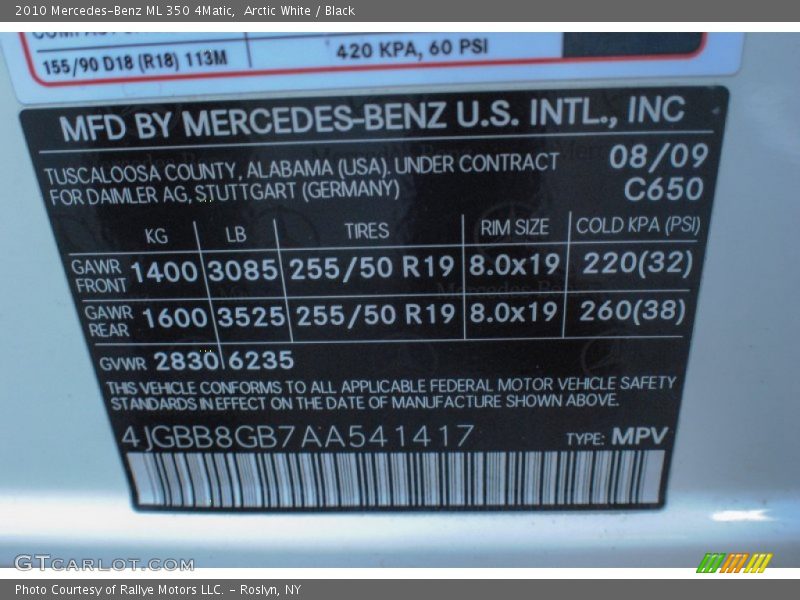 2010 Mercedes-Benz ML 350 4Matic,  Arctic White / Black
155/90 D18 (R18) 113M 420 KPA, 60 PSI
MFD BY MERCEDES-BENZ U.S. INTL., INC
TUSCALOOSA COUNTY, ALABAMA (USA). UNDER CONTRACT 08/09
FOR DAIMLER AG, STUTTGART (GERMANY) C650
KG LB TIRES RIM SIZE COLD KPA (PSI)
GAWR FRONT 1400 3085 255/50 R19 8.0x19 220(32)
GAWR REAR 1600 3525 255/50 R19 8.0x19 260(38)
GVWR 2830 6235
THIS VEHICLE CONFORMS TO ALL APPLICABLE FEDERAL MOTOR VEHICLE SAFETY
STANDARDS IN EFFECT ON THE DATE OF MANUFACTURE SHOWN ABOVE.
4JGBB8GB7AA541417 TYPE: MPV
GTCARLOT.COM
Photo Courtesy of Rallye Motors LLC. - Roslyn, NY